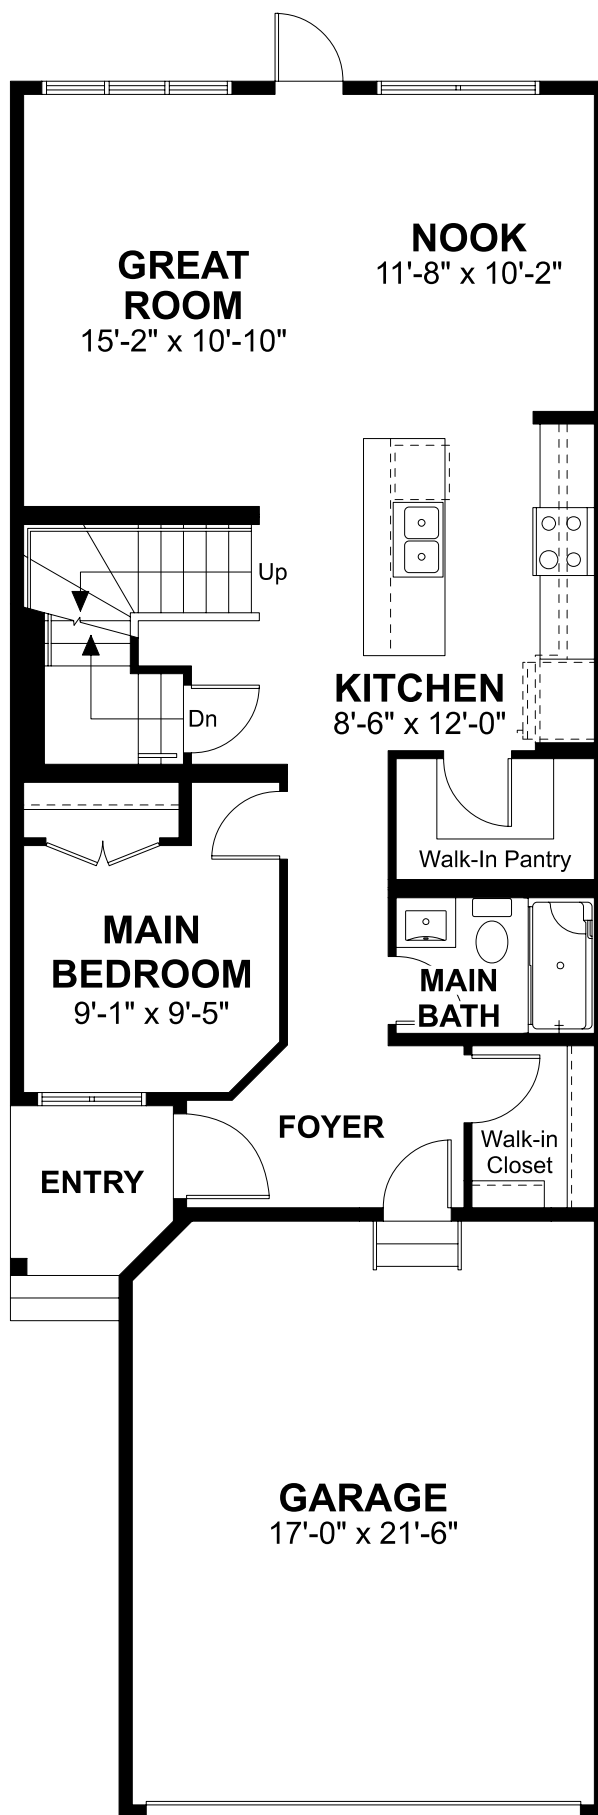 NOOK
11'-8" x 10'-2"
GREAT
ROOM
15'-2" x 10'-10"
Up
KITCHEN
8'-6" x 12'-0"
Dn
Walk-In Pantry
MAIN
BEDROOM
9'-1" x 9'-5"
MAIN
BATH
FOYER
Walk-in
Closet
ENTRY
GARAGE
17'-0" x 21'-6"